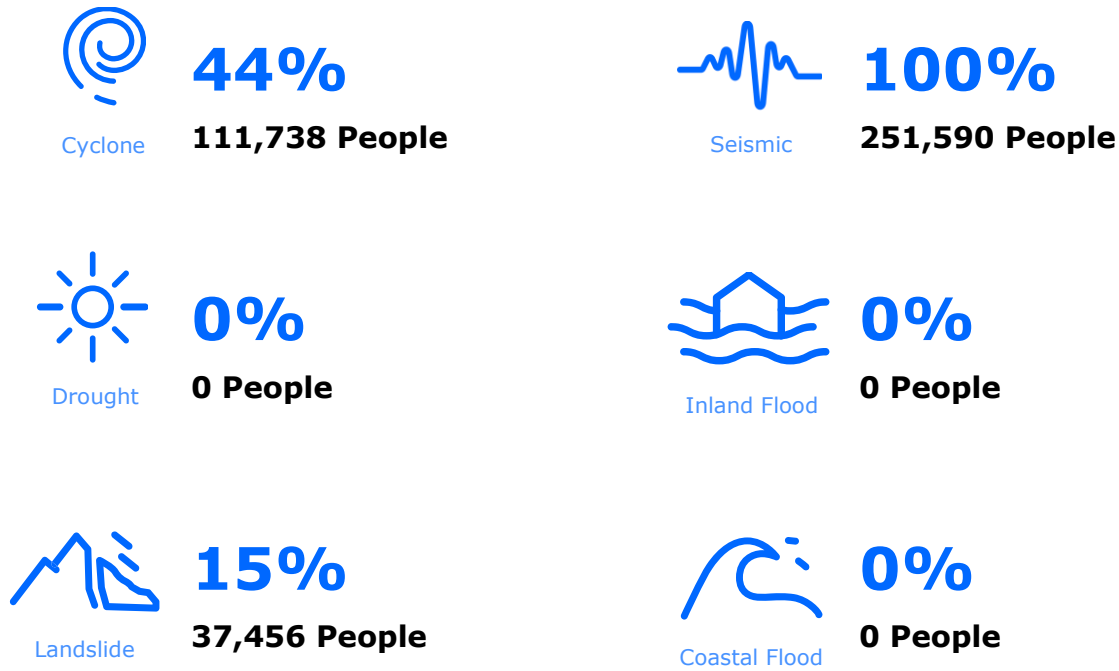 44%
111,738 People
Cyclone
100%
251,590 People
Seismic
0%
0 People
Drought
0%
0 People
Inland Flood
15%
37,456 People
Landslide
0%
0 People
Coastal Flood